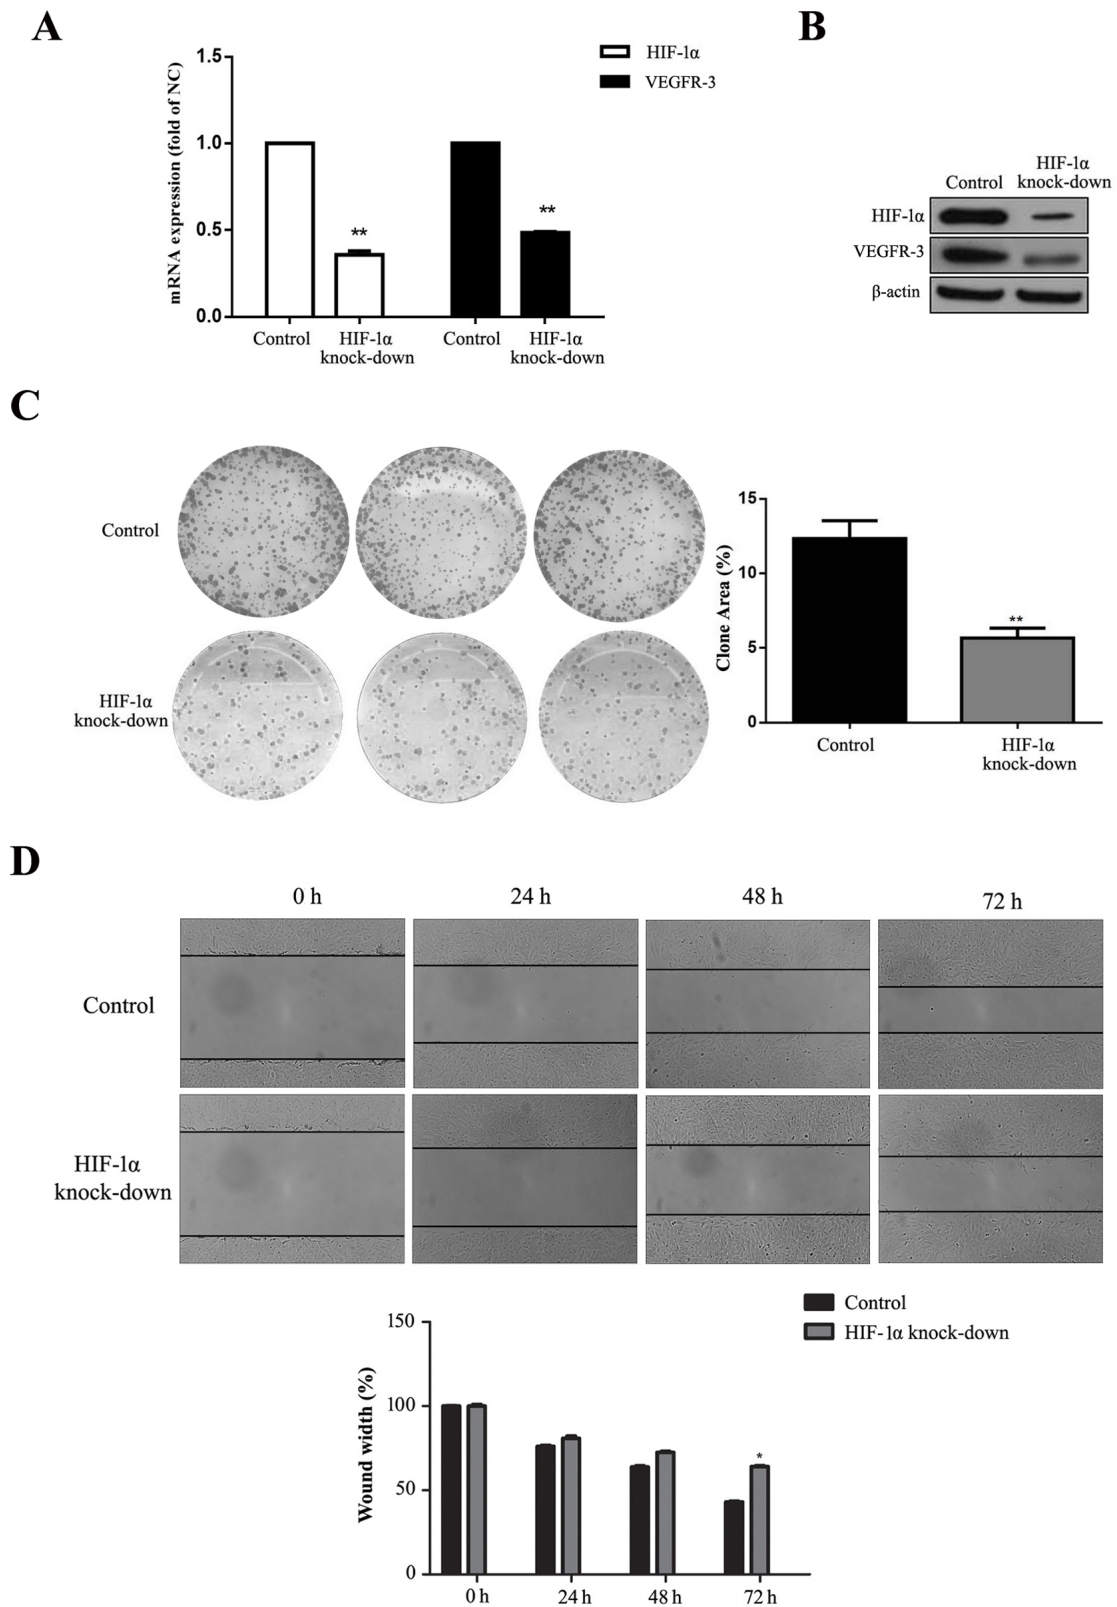 A
B
HIF-1α
VEGFR-3
mRNA expression (fold of NC)
1.5
1.0
0.5
0.0
**
**
Control
HIF-1α
knock-down
Control
HIF-1α
knock-down
Control
HIF-1α
knock-down
HIF-1α
VEGFR-3
β-actin
C
Control
HIF-1α
knock-down
Clone Area (%)
15
10
5
0
**
Control
HIF-1α
knock-down
D
0 h
24 h
48 h
72 h
Control
HIF-1α
knock-down
Control
HIF-1α knock-down
Wound width (%)
150
100
50
0
*
0 h
24 h
48 h
72 h